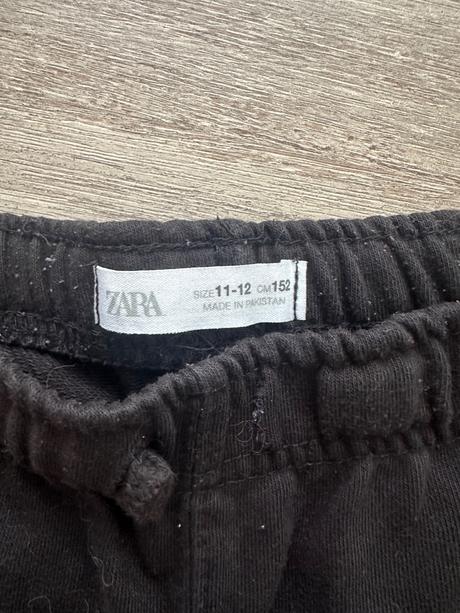 ZARA
SIZE 11-12 CM 152
MADE IN PAKISTAN